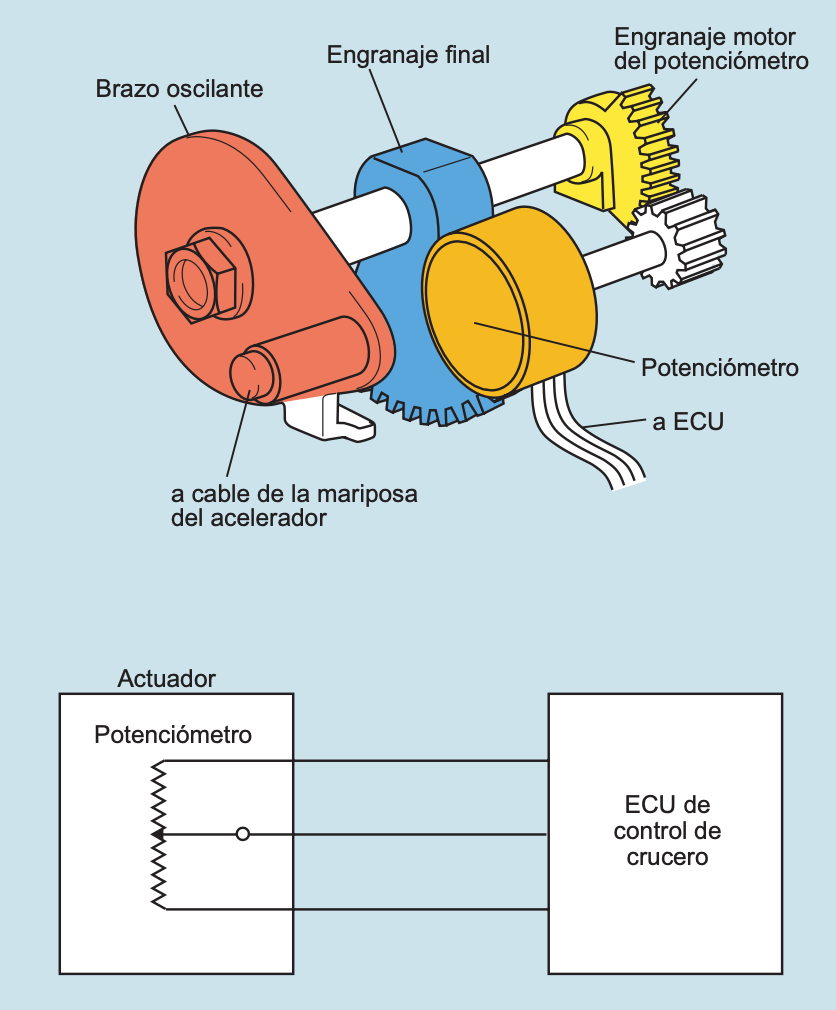 Engranaje motor
del potenciómetro
Engranaje final
Brazo oscilante
Potenciómetro
a ECU
a cable de la mariposa
del acelerador
Actuador
Potenciómetro
ECU de
control de
crucero